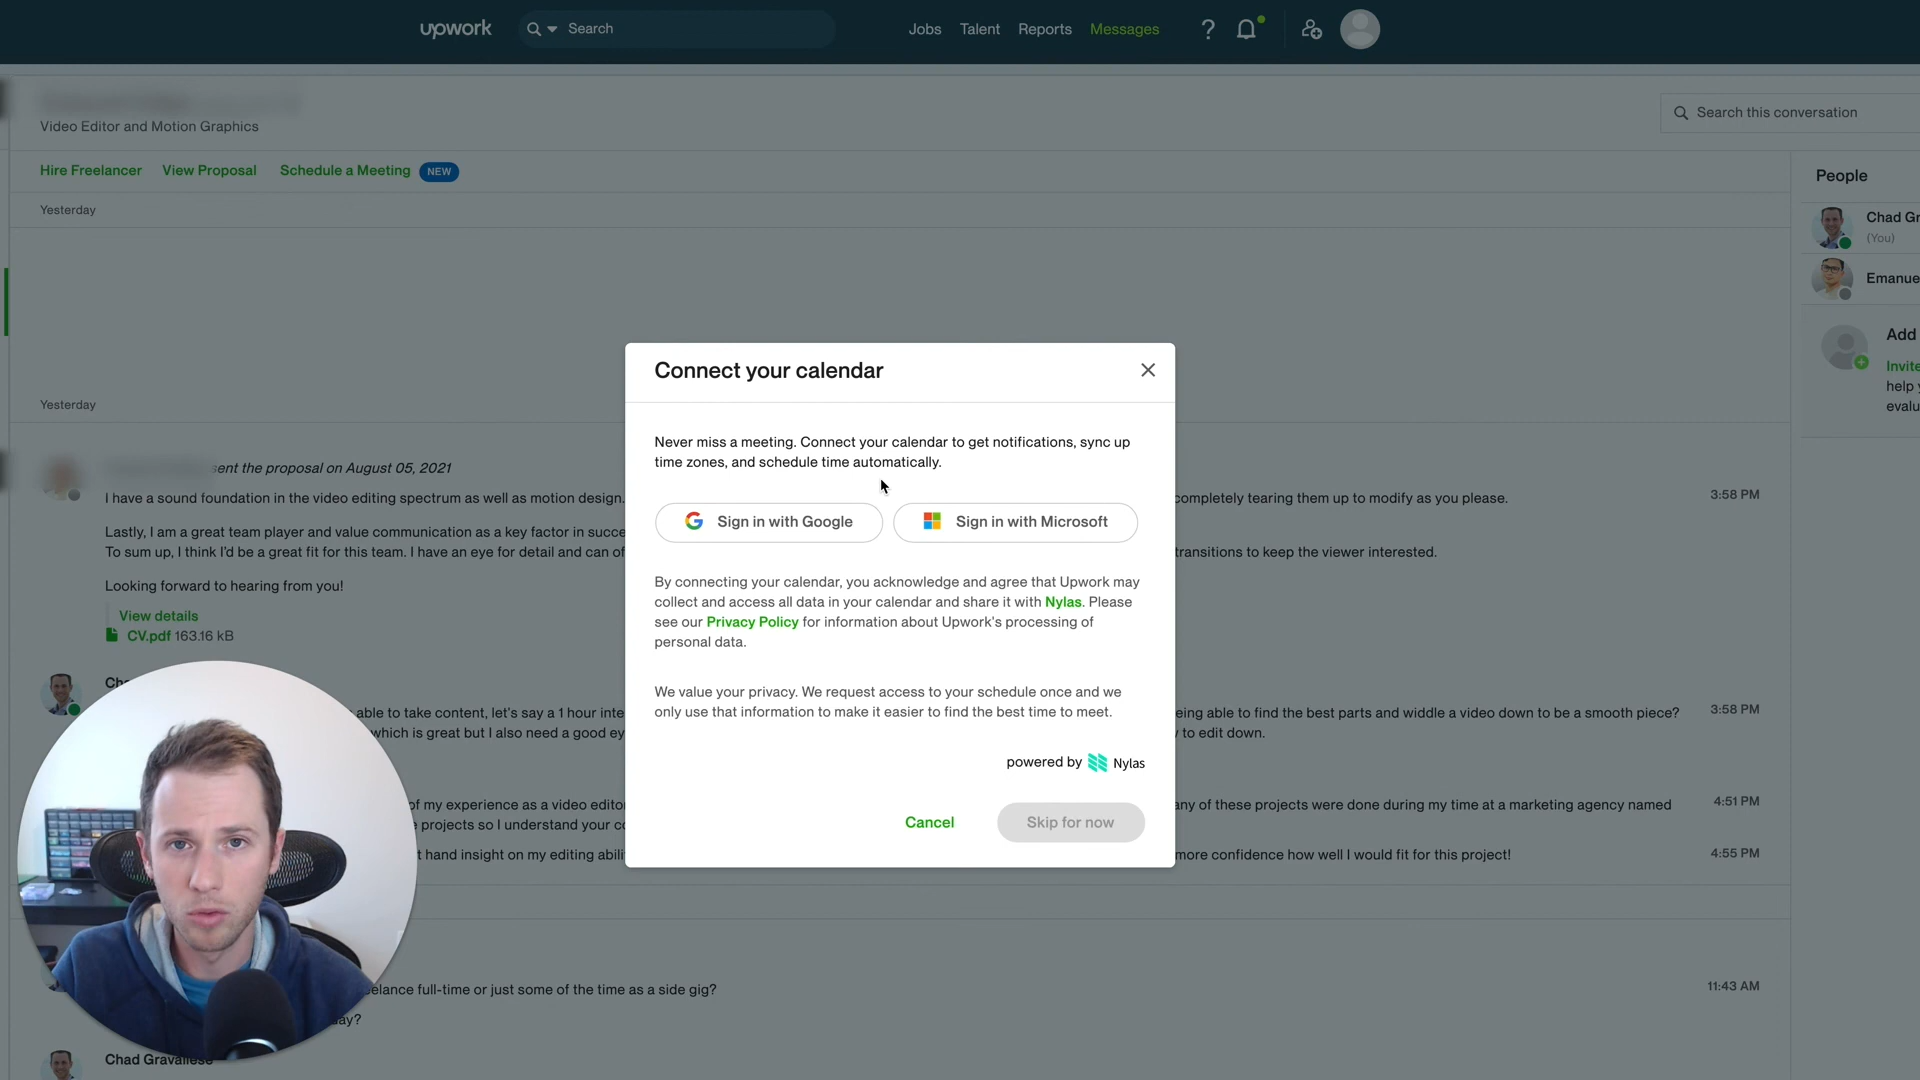 upwork
Search
Jobs
Talent
Reports
Messages
Video Editor and Motion Graphics
Search this conversation
Hire Freelancer
View Proposal
Schedule a Meeting
NEW
People
Yesterday
Chad Gr
(You)
Emanue
Add
Invite
help y
evalu
Yesterday
Connect your calendar
Never miss a meeting. Connect your calendar to get notifications, sync up
time zones, and schedule time automatically.
Sign in with Google
Sign in with Microsoft
By connecting your calendar, you acknowledge and agree that Upwork may
collect and access all data in your calendar and share it with Nylas. Please
see our Privacy Policy for information about Upwork's processing of
personal data.
We value your privacy. We request access to your schedule once and we
only use that information to make it easier to find the best time to meet.
powered by Nylas
Cancel
Skip for now
ent the proposal on August 05, 2021
I have a sound foundation in the video editing spectrum as well as motion design. completely tearing them up to modify as you please.
3:58 PM
Lastly, I am a great team player and value communication as a key factor in succe
To sum up, I think I'd be a great fit for this team. I have an eye for detail and can of transitions to keep the viewer interested.
Looking forward to hearing from you!
View details
CV.pdf 163.16 kB
Ch
able to take content, let's say a 1 hour inte eing able to find the best parts and widdle a video down to be a smooth piece?
3:58 PM
which is great but I also need a good ey to edit down.
of my experience as a video editor any of these projects were done during my time at a marketing agency named
4:51 PM
projects so I understand your co
t hand insight on my editing abili more confidence how well I would fit for this project!
4:55 PM
elance full-time or just some of the time as a side gig?
11:43 AM
ay?
Chad Gravallese